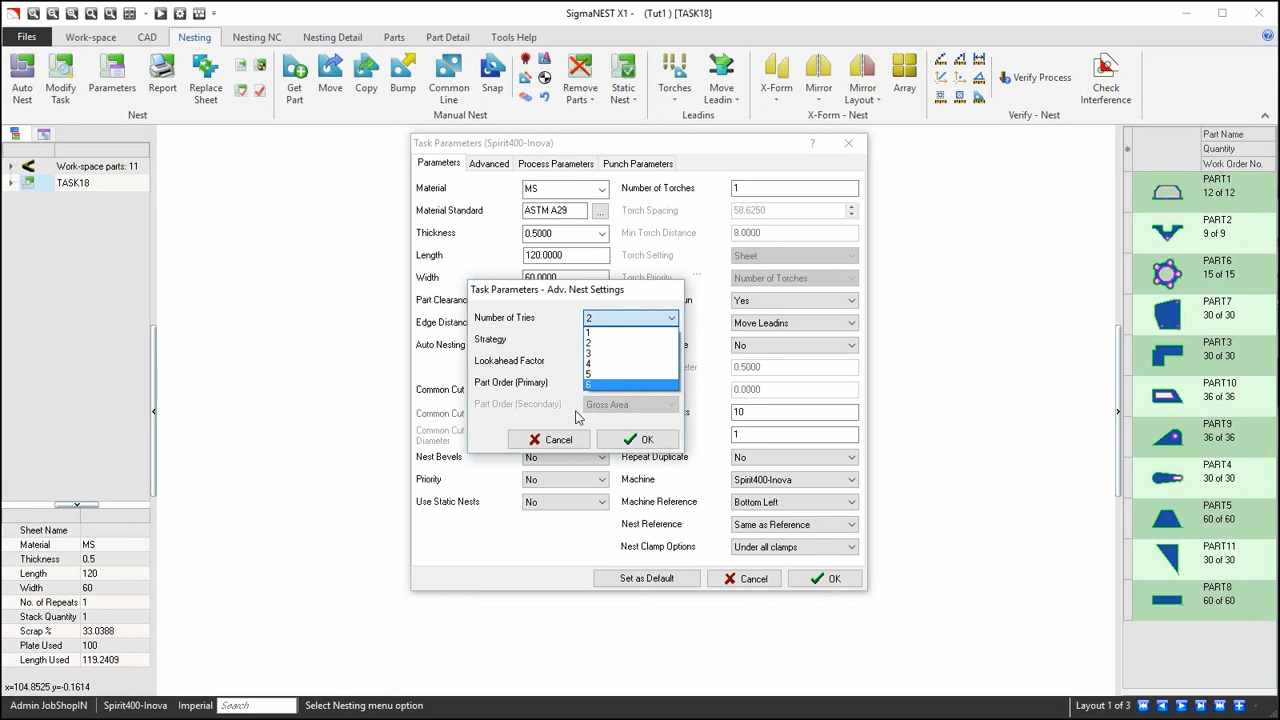 SigmaNEST X1 - (Tut1 ) [TASK18]
Files
Work-space
CAD
Nesting
Nesting NC
Nesting Detail
Parts
Part Detail
Tools Help
Auto Nest
Modify Task
Parameters
Report
Replace Sheet
Get Part
Move
Copy
Bump
Common Line
Snap
Remove Parts
Static Nest
Torches
Move Leadin
X-Form
Mirror
Mirror Layout
Array
Verify Process
Check Interference
Nest
Manual Nest
Leadins
X-Form - Nest
Verify - Nest
Work-space parts: 11
TASK18
Task Parameters (Spirit400-Inova)
?
Parameters
Advanced
Process Parameters
Punch Parameters
Material
MS
Number of Torches
1
Material Standard
ASTM A29
...
Torch Spacing
58.6250
Thickness
0.5000
Min Torch Distance
8.0000
Length
120.0000
Torch Setting
Sheet
Width
60.0000
Torch Priority
...
Number of Torches
Part Clearanc
un
Yes
Edge Distan
Move Leadins
Auto Nesting
No
0.5000
Common Cut
0.0000
Common Cut
10
Common Cut Diameter
1
Nest Bevels
No
Repeat Duplicate
No
Priority
No
Machine
Spirit400-Inova
Use Static Nests
No
Machine Reference
Bottom Left
Nest Reference
Same as Reference
Nest Clamp Options
Under all clamps
Set as Default
Cancel
OK
Task Parameters - Adv. Nest Settings
Number of Tries
2
1
2
3
4
5
6
Strategy
Lookahead Factor
Part Order (Primary)
Part Order (Secondary)
Gross Area
Cancel
OK
Part Name
Quantity
Work Order No.
PART1
12 of 12
PART2
9 of 9
PART6
15 of 15
PART7
30 of 30
PART3
30 of 30
PART10
36 of 36
PART9
36 of 36
PART4
30 of 30
PART5
60 of 60
PART11
30 of 30
PART8
60 of 60
Sheet Name
Material MS
Thickness 0.5
Length 120
Width 60
No. of Repeats 1
Stack Quantity 1
Scrap % 33.0388
Plate Used 100
Length Used 119.2409
x=104.8525 y=-0.1614
Admin JobShopIN
Spirit400-Inova
Imperial
Search
Select Nesting menu option
Layout 1 of 3